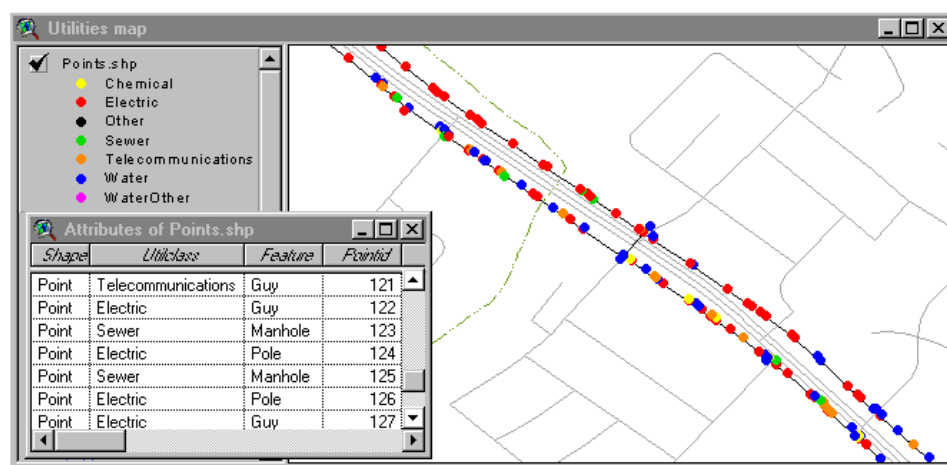 Utilities map
Points.shp
Chemical
Electric
Other
Sewer
Telecommunications
Water
WaterOther
Attributes of Points.shp
Shape Utilclass Feature Pointid
Point Telecommunications Guy 121
Point Electric Guy 122
Point Sewer Manhole 123
Point Electric Pole 124
Point Sewer Manhole 125
Point Electric Pole 126
Point Electric Guy 127